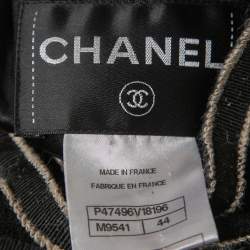 CHANEL
MADE IN FRANCE
FABRIQUE EN FRANCE
P47496V18196
M9541 44